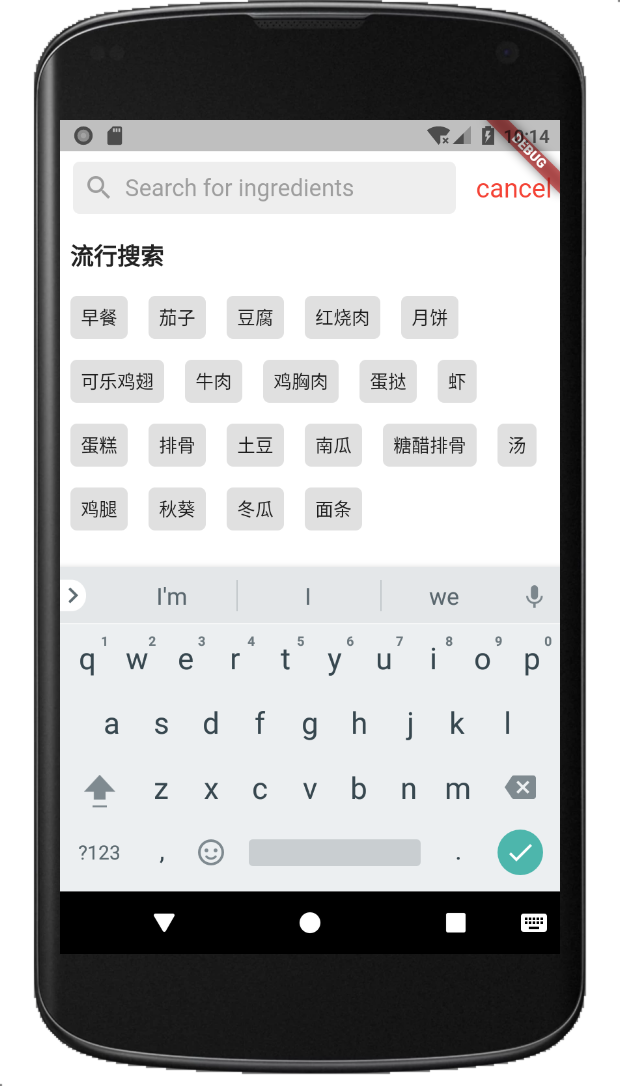 10:14
DEBUG
Search for ingredients cancel
流行搜索
早餐 茄子 豆腐 红烧肉 月饼
可乐鸡翅 牛肉 鸡胸肉 蛋挞 虾
蛋糕 排骨 土豆 南瓜 糖醋排骨 汤
鸡腿 秋葵 冬瓜 面条
I'm I we
1 2 3 4 5 6 7 8 9 0
q w e r t y u i o p
a s d f g h j k l
z x c v b n m
?123 , .